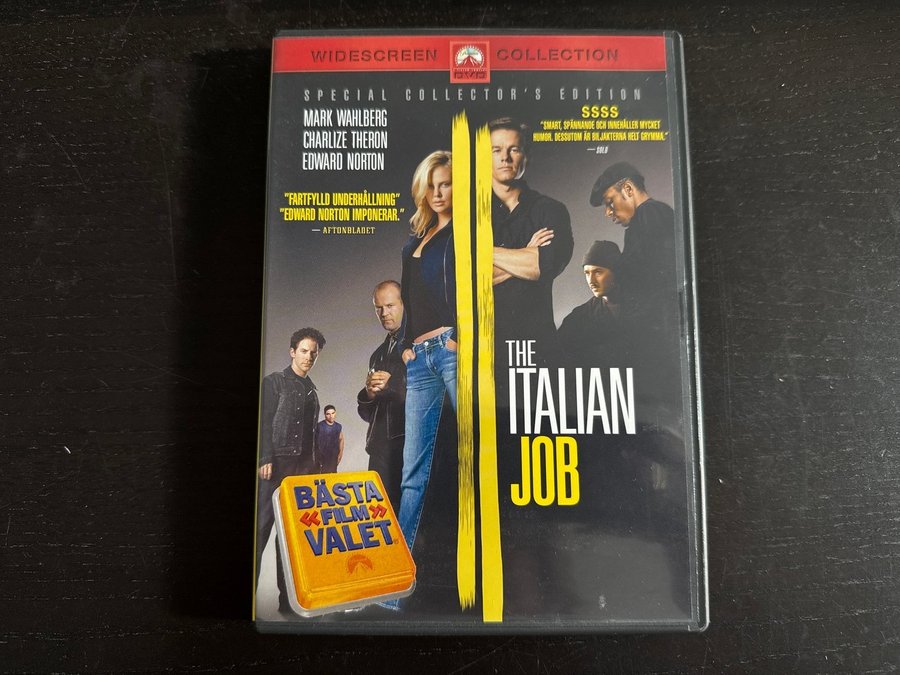 WIDESCREEN COLLECTION
SPECIAL COLLECTOR'S EDITION
MARK WAHLBERG
CHARLIZE THERON
EDWARD NORTON
"FARTFYLLD UNDERHÅLLNING"
"EDWARD NORTON IMPONERAR."
— AFTONBLADET
SSSS
"SMART, SPÄNNANDE OCH INNEHÅLLER MYCKET
HUMOR. DESSUTOM ÄR BILJAKTERNA HELT GRYMMA."
— SOLO
THE
ITALIAN
JOB
BÄSTA
«FILM»
VALET